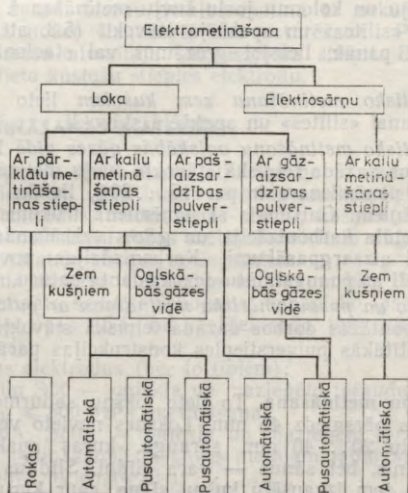 Elektrometināšana
Loka
Elektrosārņu
Ar pār-
klātu me-
tināša-
nas stiep-
li
Ar kailu
metinā-
šanas
stiepli
Ar paš-
aizsar-
dzības
pulver-
stiepli
Ar gāz-
aizsar-
dzības
pulver-
stiepli
Ar kailu
metinā-
šanas
stiepli
Zem
kušņiem
Ogļskā-
bās gāzes
vidē
Ogļskā-
bās gāzes
vidē
Zem
kušņiem
Rokas
Automātiskā
Pusautomātiskā
Automātiskā
Pusautomātiskā
Automātiskā